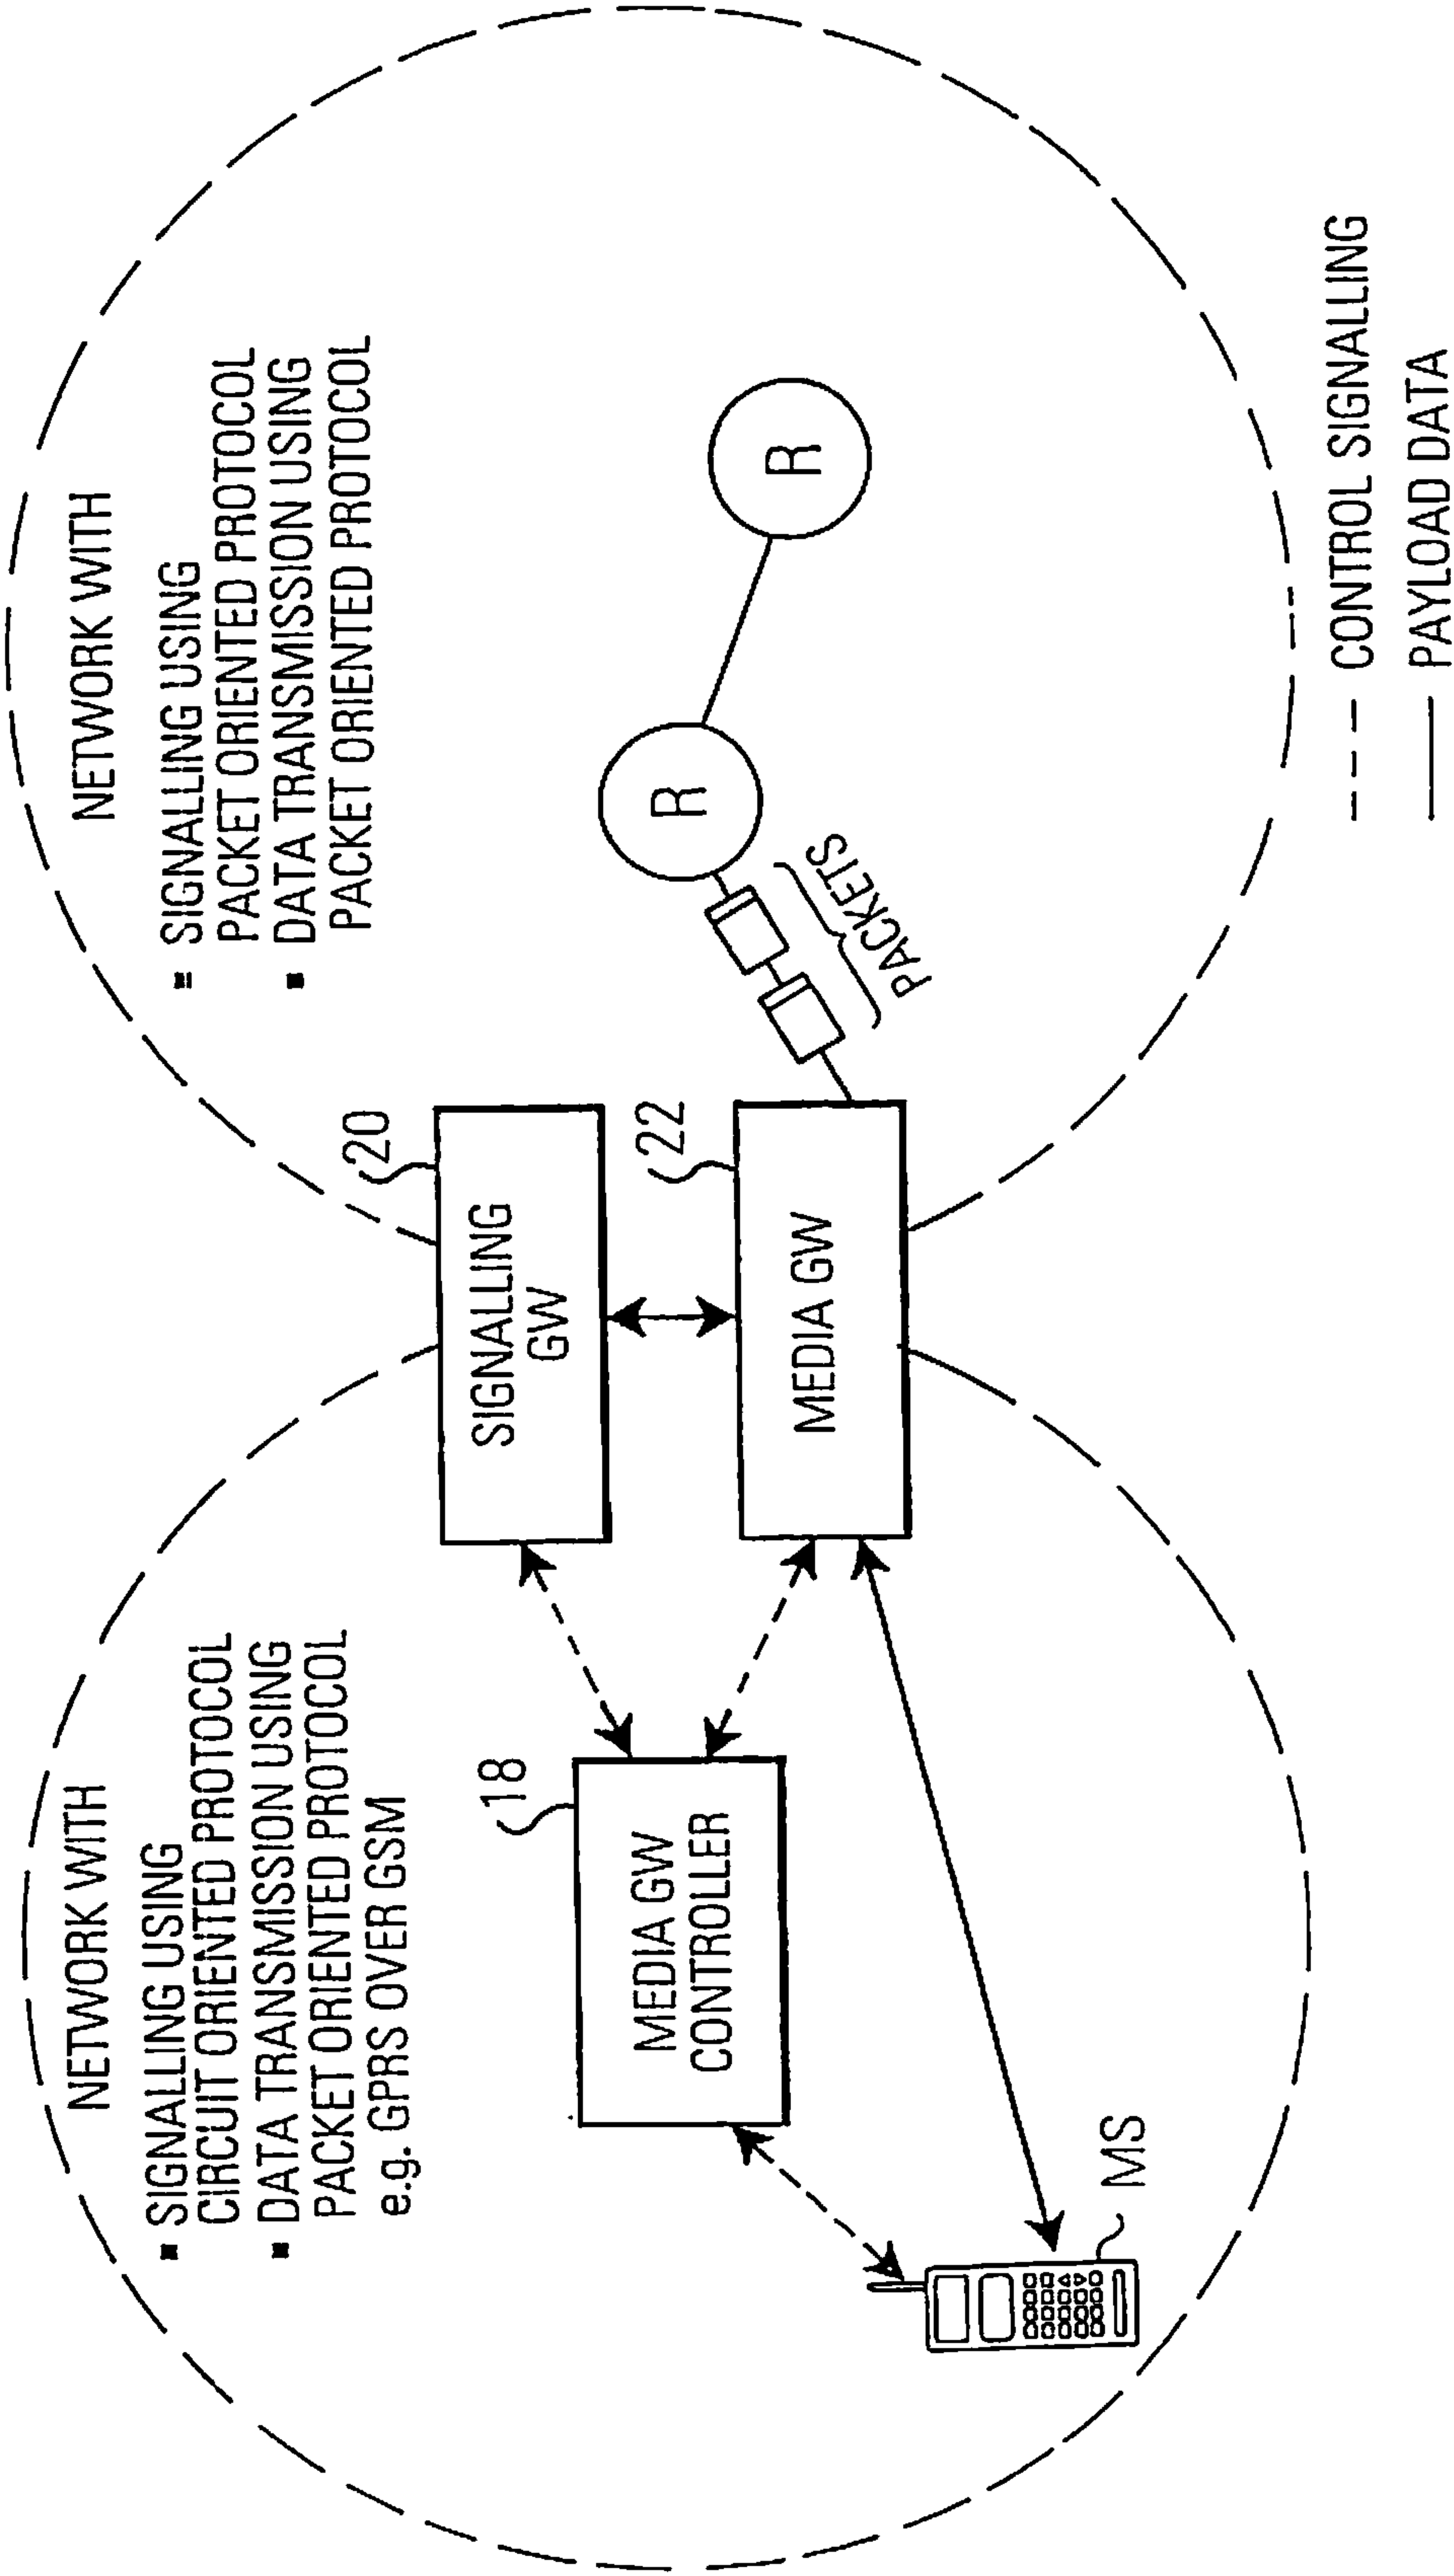 NETWORK WITH
SIGNALLING USING
CIRCUIT ORIENTED PROTOCOL
DATA TRANSMISSION USING
PACKET ORIENTED PROTOCOL
e.g. GPRS OVER GSM
NETWORK WITH
SIGNALLING USING
PACKET ORIENTED PROTOCOL
DATA TRANSMISSION USING
PACKET ORIENTED PROTOCOL
20
SIGNALLING
GW
18
MEDIA GW
CONTROLLER
22
MEDIA GW
R
R
PACKETS
MS
CONTROL SIGNALLING
PAYLOAD DATA